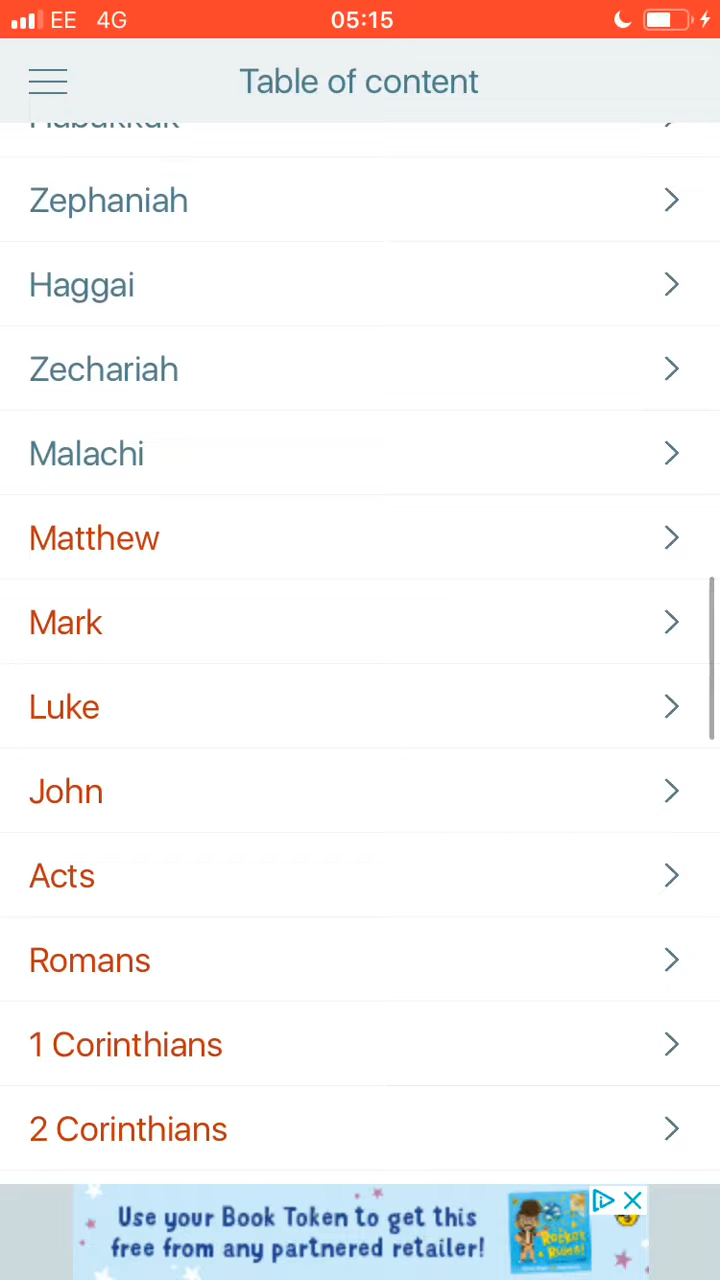 EE 4G 05:15
Table of content
Habakkuk
Zephaniah
Haggai
Zechariah
Malachi
Matthew
Mark
Luke
John
Acts
Romans
1 Corinthians
2 Corinthians
Use your Book Token to get this
free from any partnered retailer!